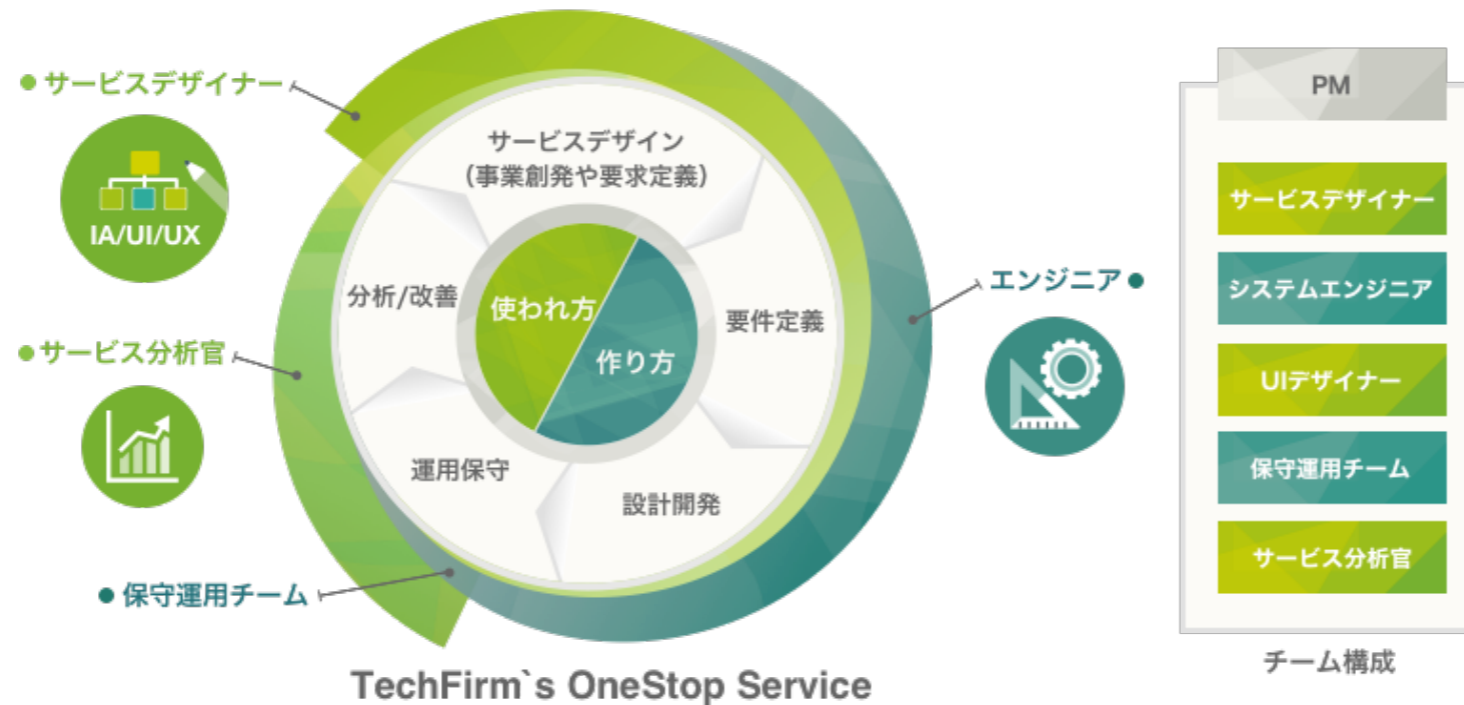 サービスデザイナー
IA/UI/UX
サービス分析官
保守運用チーム
サービスデザイン
(事業創発や要求定義)
分析/改善
使われ方
作り方
要件定義
運用保守
設計開発
エンジニア
TechFirm`s OneStop Service
PM
サービスデザイナー
システムエンジニア
UIデザイナー
保守運用チーム
サービス分析官
チーム構成